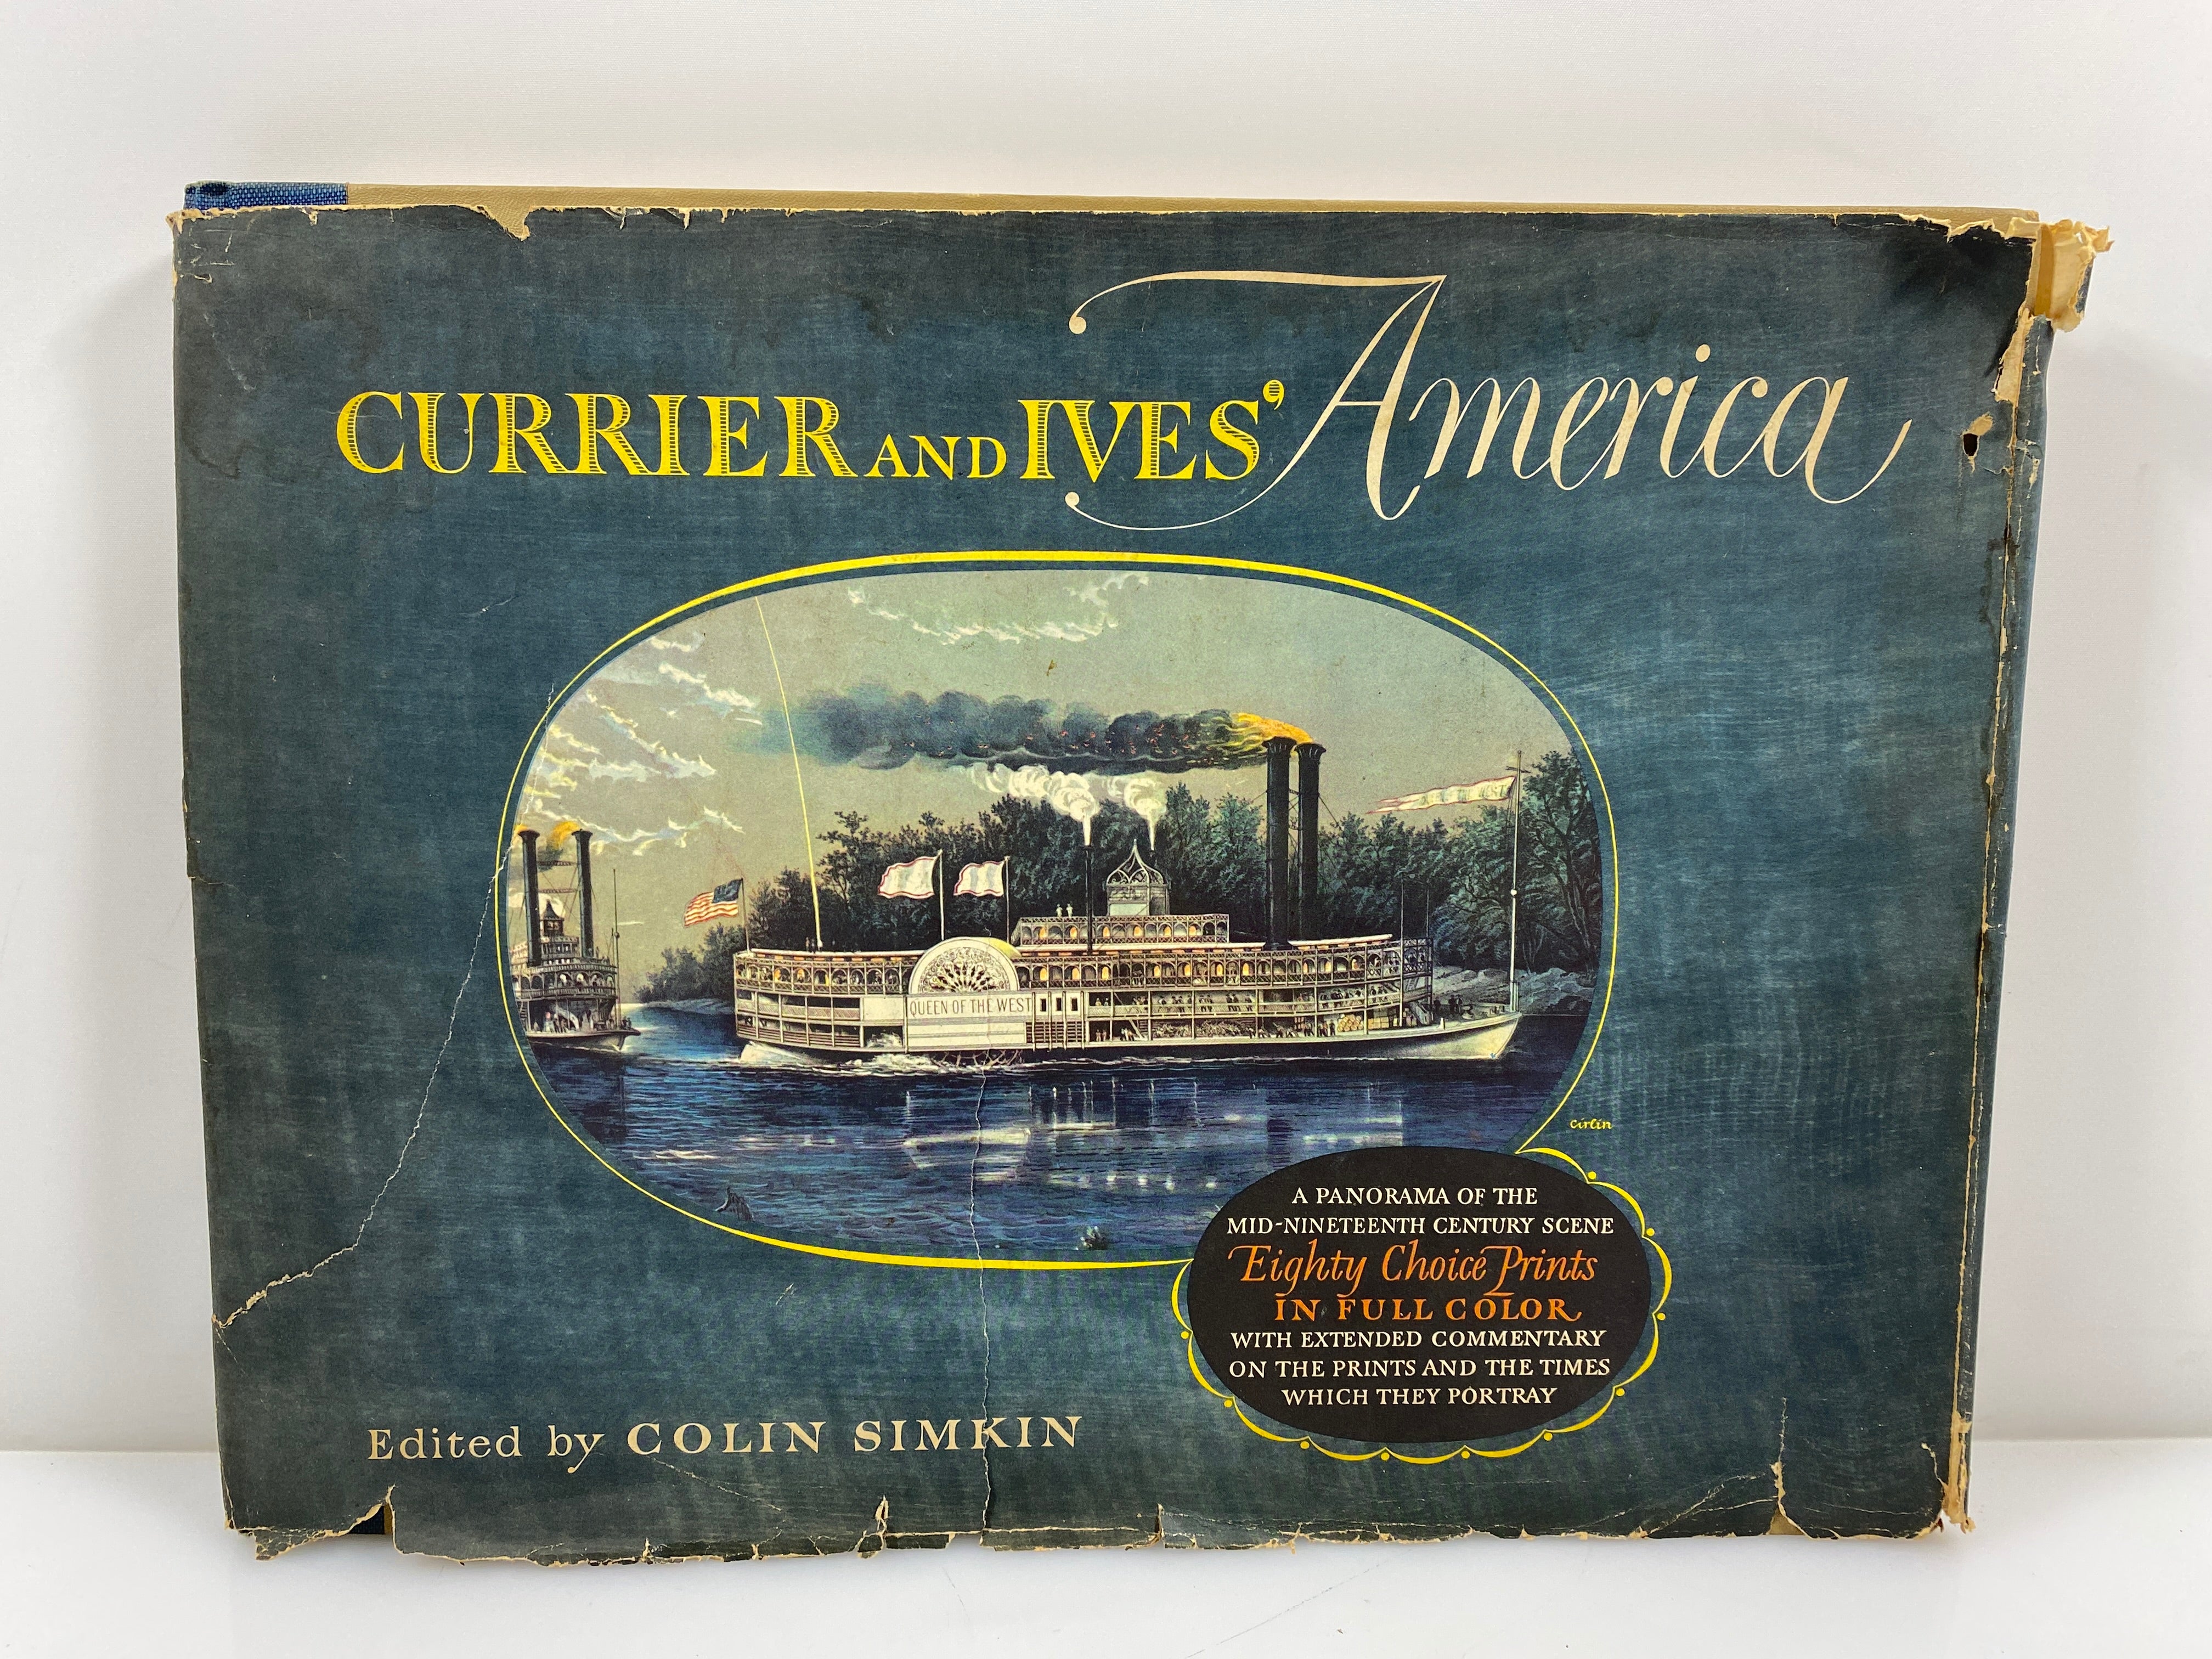 CURRIER AND IVES' America
QUEEN OF THE WEST
Cirlin
A PANORAMA OF THE
MID-NINETEENTH CENTURY SCENE
Eighty Choice Prints
IN FULL COLOR
WITH EXTENDED COMMENTARY
ON THE PRINTS AND THE TIMES
WHICH THEY PORTRAY
Edited by COLIN SIMKIN